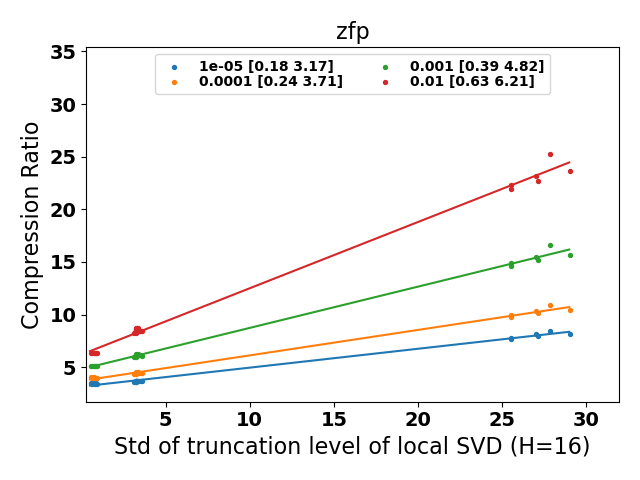 zfp
35
1e-05 [0.18 3.17]
0.001 [0.39 4.82]
0.0001 [0.24 3.71]
0.01 [0.63 6.21]
30
25
20
15
10
5
Compression Ratio
5 10 15 20 25 30
Std of truncation level of local SVD (H=16)